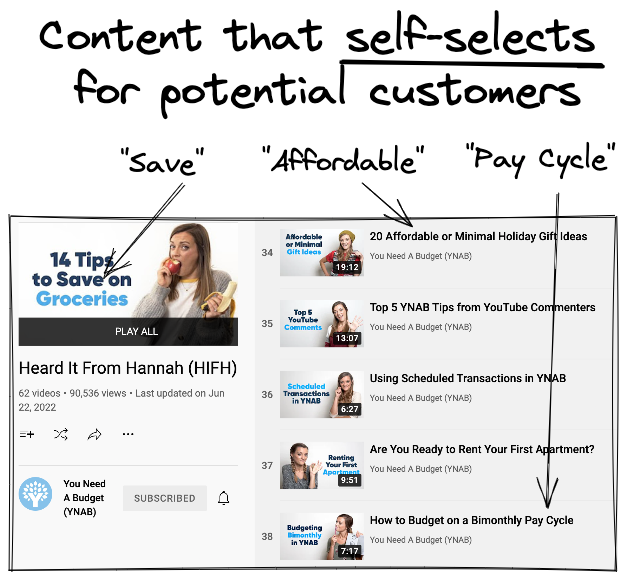 Content that self-selects
for potential customers
"Save"
"Affordable"
"Pay Cycle"
14 Tips
to Save on
Groceries
PLAY ALL
Heard It From Hannah (HIFH)
62 videos • 90,536 views • Last updated on Jun
22, 2022
You Need
A Budget
(YNAB)
SUBSCRIBED
34
Affordable
or Minimal
Gift Ideas
19:12
20 Affordable or Minimal Holiday Gift Ideas
You Need A Budget (YNAB)
35
Top 5
YouTube
Comments
13:07
Top 5 YNAB Tips from YouTube Commenters
You Need A Budget (YNAB)
36
Scheduled
Transactions
in YNAB
6:27
Using Scheduled Transactions in YNAB
You Need A Budget (YNAB)
37
Renting
Your First
Apartment
9:51
Are You Ready to Rent Your First Apartment?
You Need A Budget (YNAB)
38
Budgeting
Bimonthly
in YNAB
7:17
How to Budget on a Bimonthly Pay Cycle
You Need A Budget (YNAB)